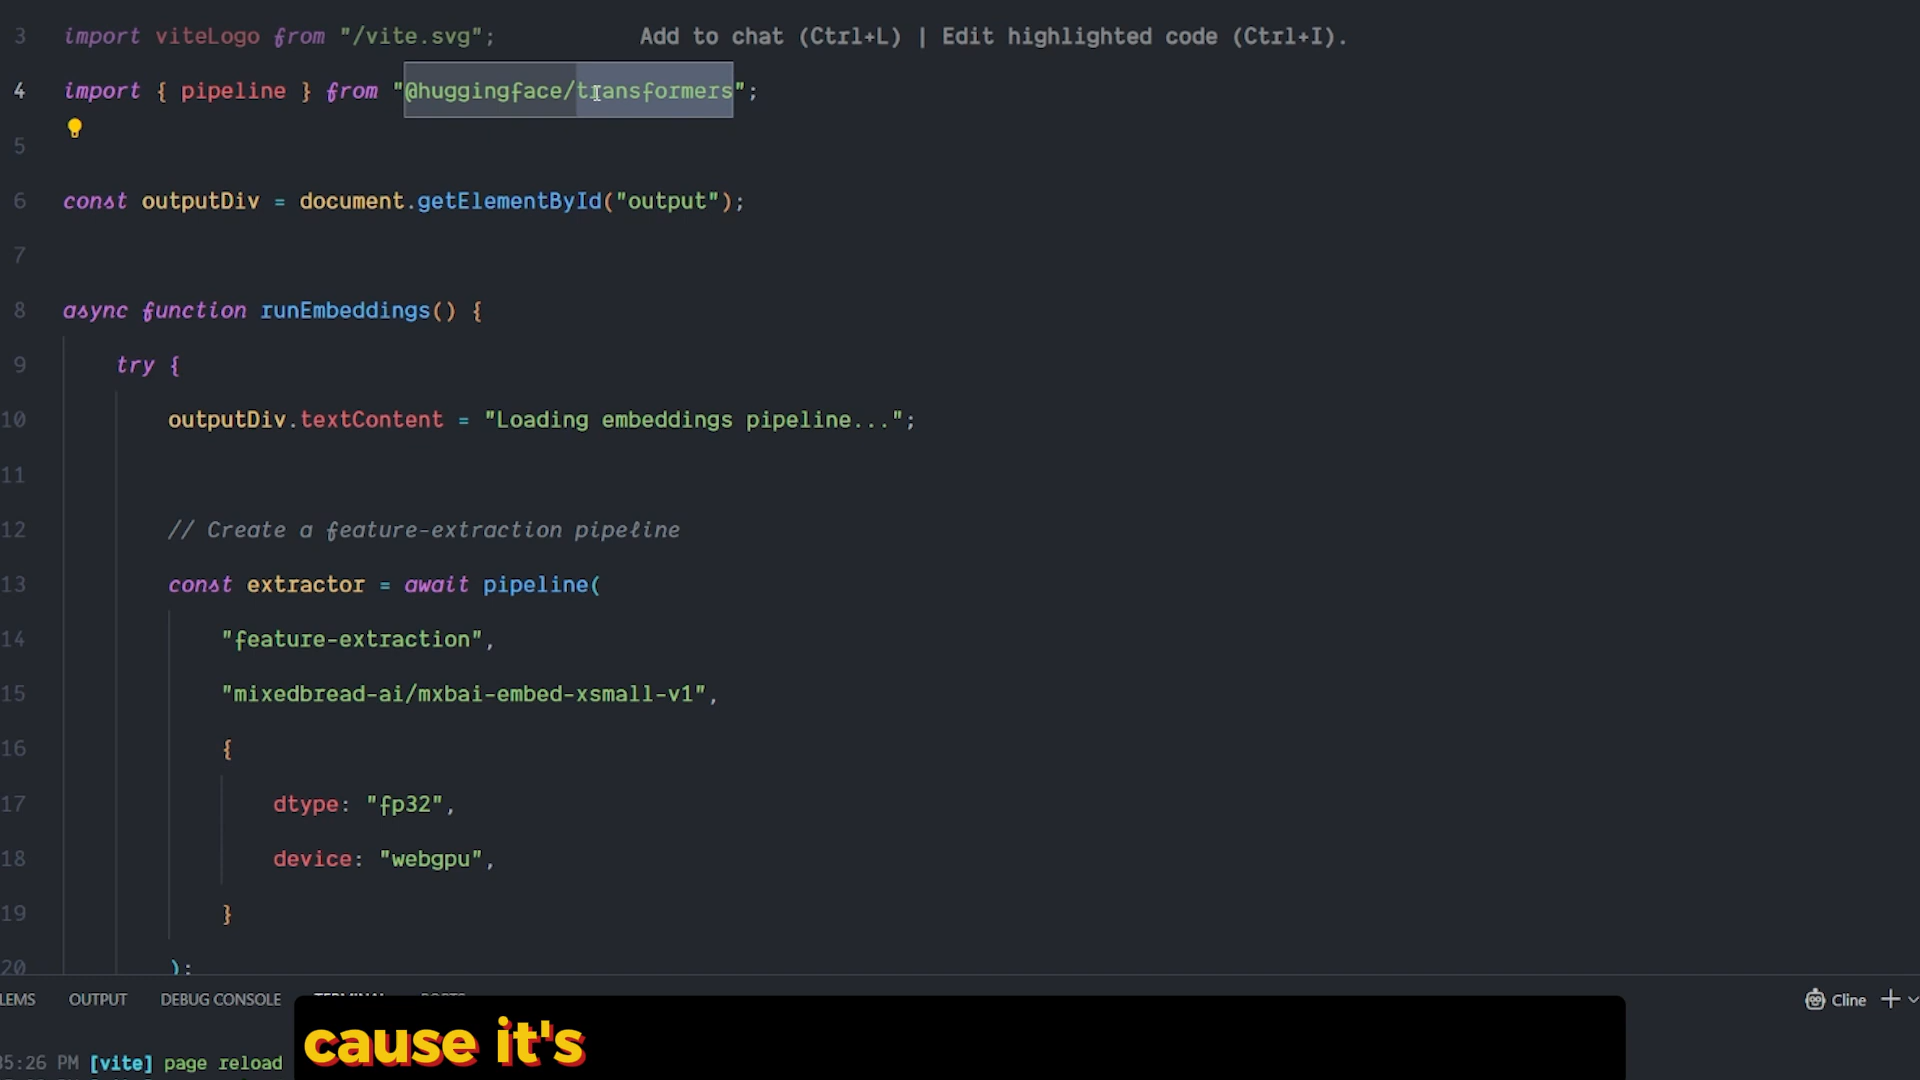 3 import viteLogo from "/vite.svg"; Add to chat (Ctrl+L) | Edit highlighted code (Ctrl+I).
4 import { pipeline } from "@huggingface/transformers";
5
6 const outputDiv = document.getElementById("output");
7
8 async function runEmbeddings() {
9 try {
10 outputDiv.textContent = "Loading embeddings pipeline...";
11
12 // Create a feature-extraction pipeline
13 const extractor = await pipeline(
14 "feature-extraction",
15 "mixedbread-ai/mxbai-embed-xsmall-v1",
16 {
17 dtype: "fp32",
18 device: "webgpu",
19 }
20 );
LEMS OUTPUT DEBUG CONSOLE TERMINAL PORTS Cline
35:26 PM [vite] page reload
cause it's